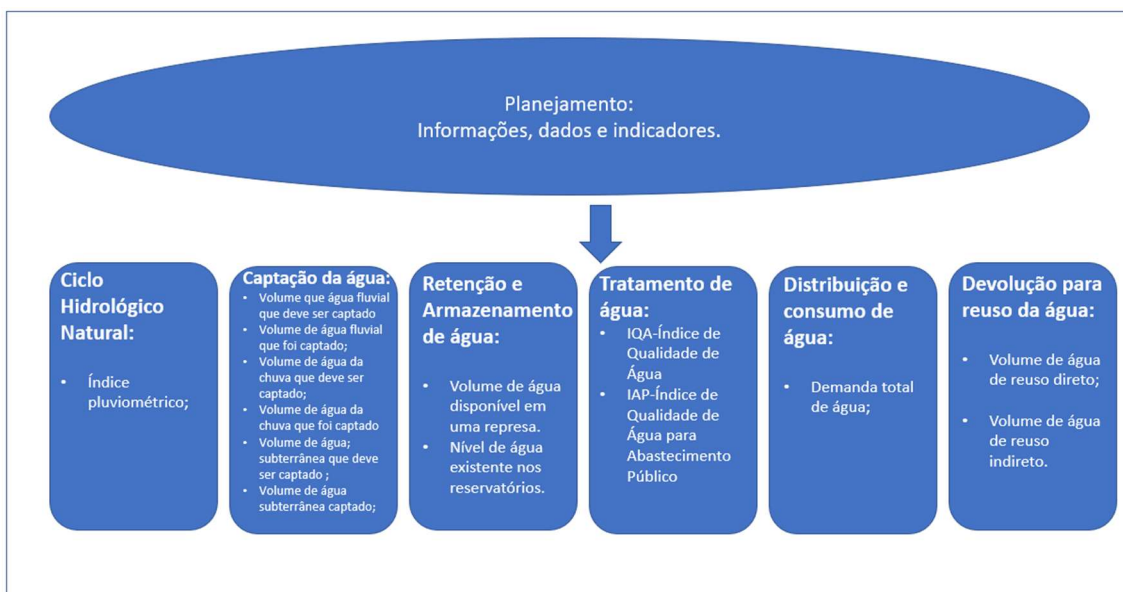 Planejamento:
Informações, dados e indicadores.
Ciclo
Hidrológico
Natural:
• Índice
pluviométrico;
Captação da água:
• Volume que água fluvial
que deve ser captado
• Volume de água fluvial
que foi captado;
• Volume de água da
chuva que deve ser
captado;
• Volume de água da
chuva que foi captado
• Volume de água;
subterrânea que deve
ser captado ;
• Volume de água
subterrânea captado;
Retenção e
Armazenamento
de água:
• Volume de água
disponível em
uma represa.
• Nível de água
existente nos
reservatórios.
Tratamento de
água:
• IQA-Índice de
Qualidade de
Água
• IAP-Índice de
Qualidade de
Água para
Abastecimento
Público
Distribuição e
consumo de
água:
• Demanda total
de água;
Devolução para
reuso da água:
• Volume de água
de reuso direto;
• Volume de água
de reuso
indireto.